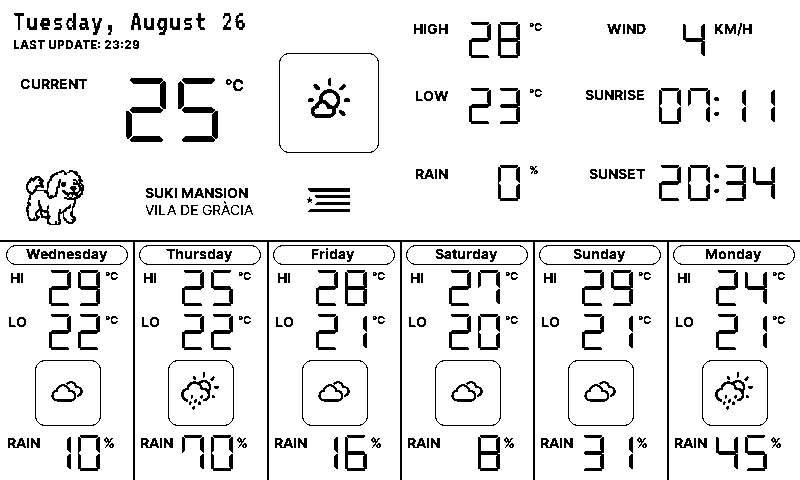 Tuesday, August 26
LAST UPDATE: 23:29
CURRENT 25 °C
HIGH 28 °C
WIND 4 KM/H
LOW 23 °C
SUNRISE 07:11
RAIN 0 %
SUNSET 20:34
SUKI MANSION
VILA DE GRÀCIA
Wednesday
HI 29 °C
LO 22 °C
RAIN 10 %
Thursday
HI 25 °C
LO 22 °C
RAIN 70 %
Friday
HI 28 °C
LO 21 °C
RAIN 16 %
Saturday
HI 27 °C
LO 20 °C
RAIN 8 %
Sunday
HI 29 °C
LO 21 °C
RAIN 31 %
Monday
HI 24 °C
LO 21 °C
RAIN 45 %